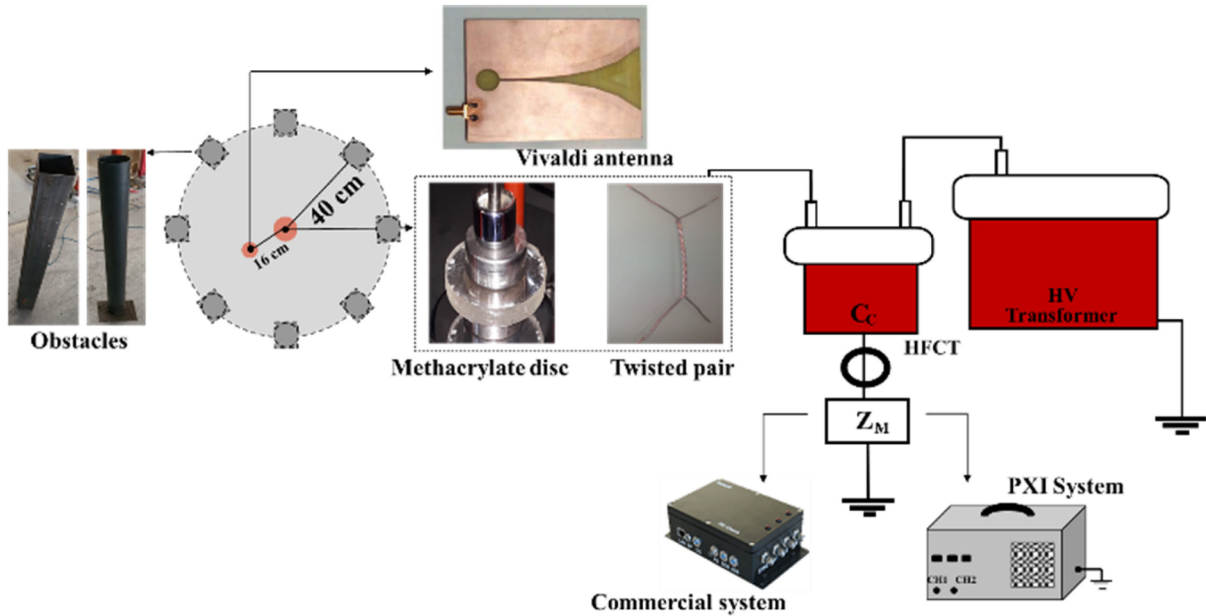 Vivaldi antenna
40 cm
16 cm
Obstacles
Methacrylate disc
Twisted pair
C_C
HFCT
HV
Transformer
Z_M
PXI System
CH1
CH2
Commercial system